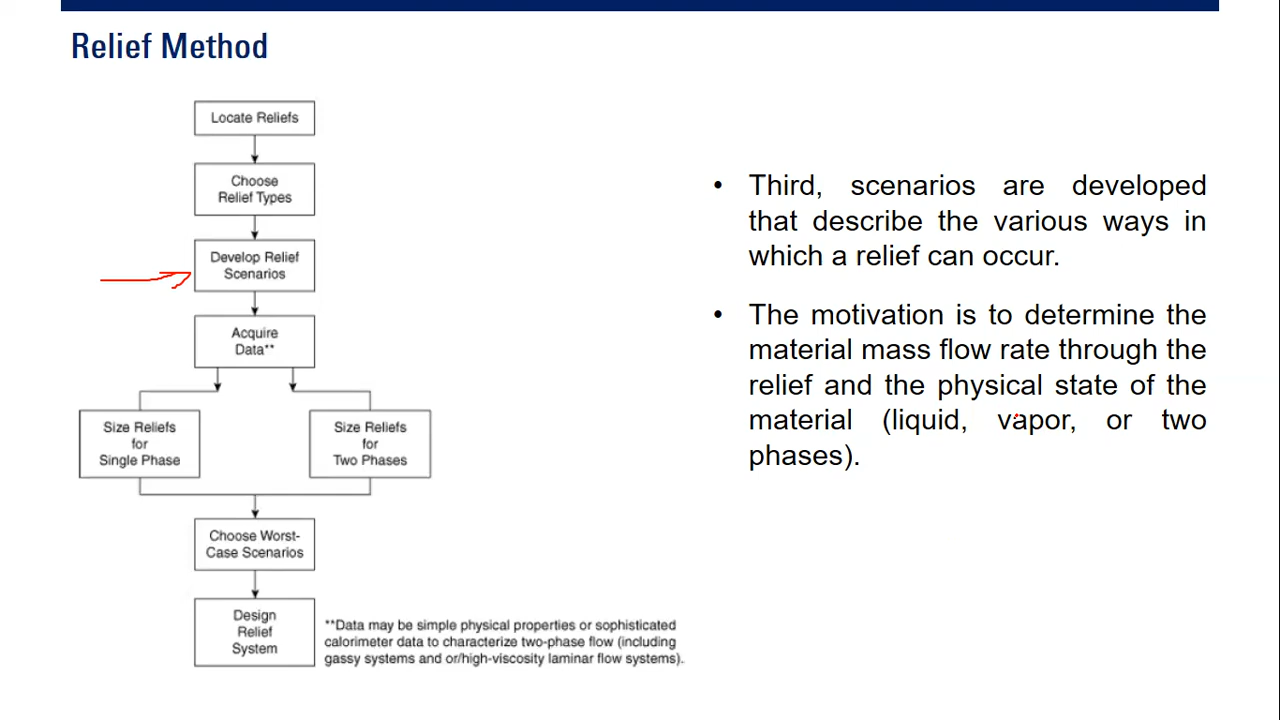 Relief Method
Locate Reliefs
Choose
Relief Types
Develop Relief
Scenarios
Acquire
Data**
Size Reliefs
for
Single Phase
Size Reliefs
for
Two Phases
Choose Worst-
Case Scenarios
Design
Relief
System
**Data may be simple physical properties or sophisticated
calorimeter data to characterize two-phase flow (including
gassy systems and or/high-viscosity laminar flow systems).
• Third, scenarios are developed
that describe the various ways in
which a relief can occur.
• The motivation is to determine the
material mass flow rate through the
relief and the physical state of the
material (liquid, vapor, or two
phases).